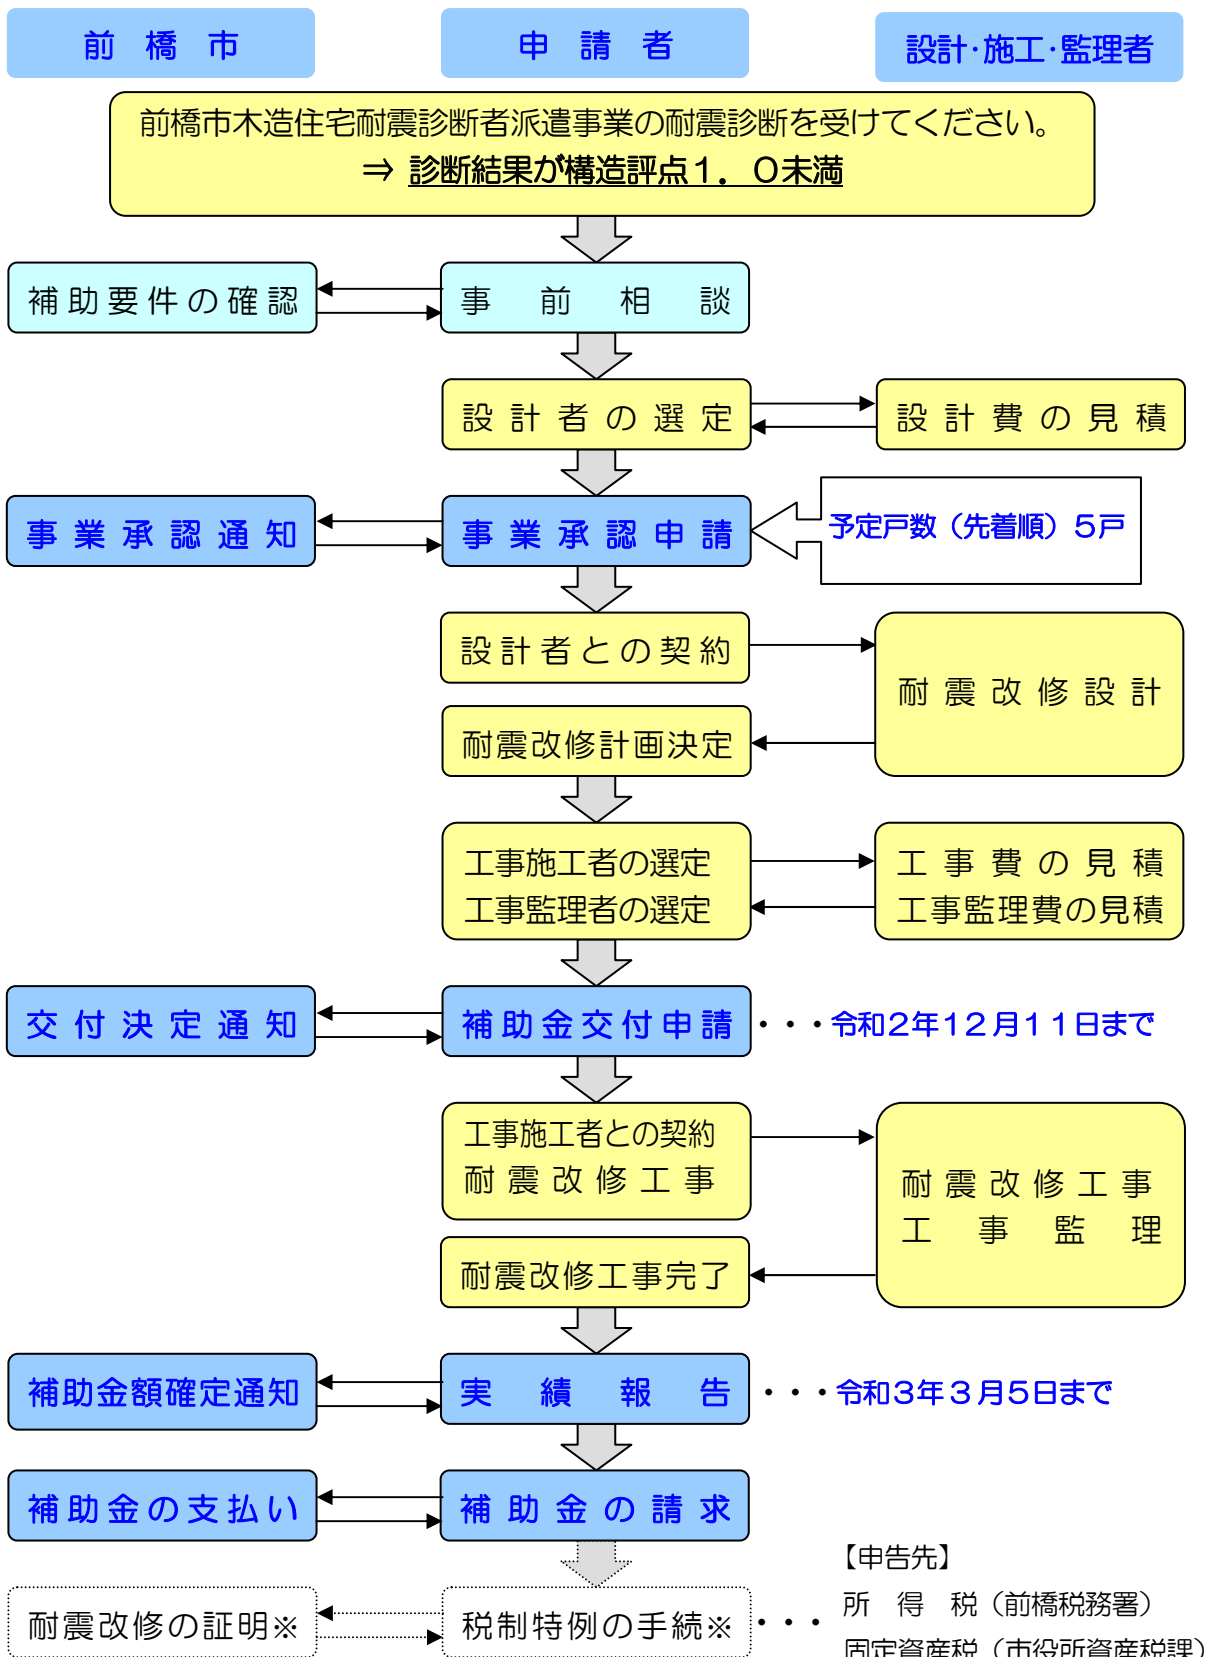 前橋市
申請者
設計・施工・監理者
前橋市木造住宅耐震診断者派遣事業の耐震診断を受けてください。
⇒ 診断結果が構造評点１．０未満
補助要件の確認
事前相談
設計者の選定
設計費の見積
事業承認通知
事業承認申請
予定戸数（先着順）５戸
設計者との契約
耐震改修設計
耐震改修計画決定
工事施工者の選定
工事監理者の選定
工事費の見積
工事監理費の見積
交付決定通知
補助金交付申請
・・・令和２年１２月１１日まで
工事施工者との契約
耐震改修工事
耐震改修工事
工事監理
耐震改修工事完了
補助金額確定通知
実績報告
・・・令和３年３月５日まで
補助金の支払い
補助金の請求
【申告先】
耐震改修の証明※
税制特例の手続※
・・・
所得税（前橋税務署）
固定資産税（市役所資産税課）